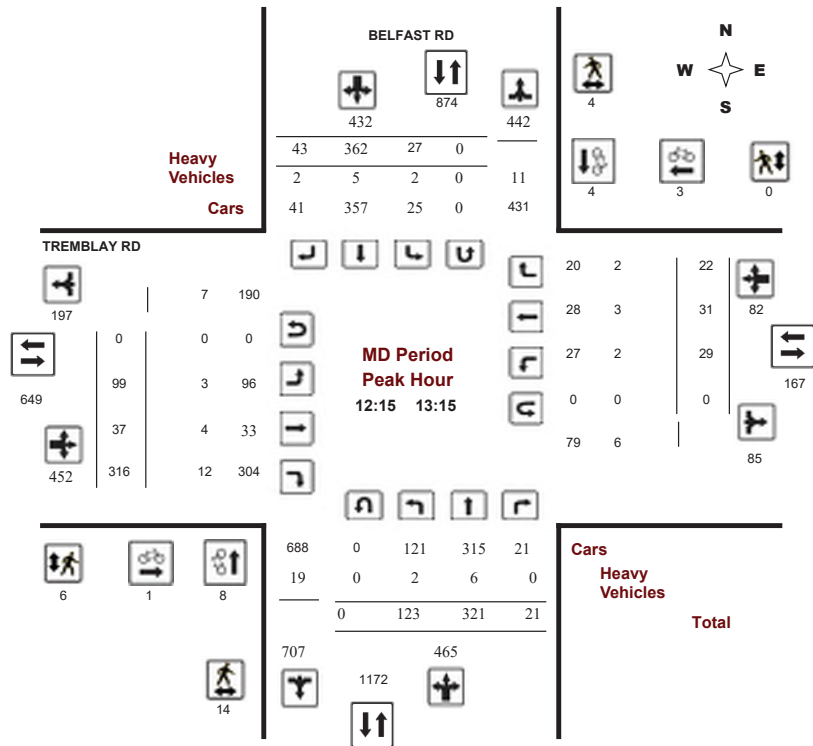 N
BELFAST RD
W E
874
S
4
432 442
43 362 27 0
Heavy
Vehicles
2 5 2 0 11
4 3 0
Cars 41 357 25 0 431
TREMBLAY RD
20 2 22
7 190
197
28 3 31
82
0 0 0
MD Period
Peak Hour
27 2 29
649
99 3 96
167
12:15 13:15
0 0 0
37 4 33
79 6
452
316 12 304
85
688 0 121 315 21 Cars
19 0 2 6 0 Heavy
Vehicles
6 1 8
0 123 321 21
Total
707 465
1172
14